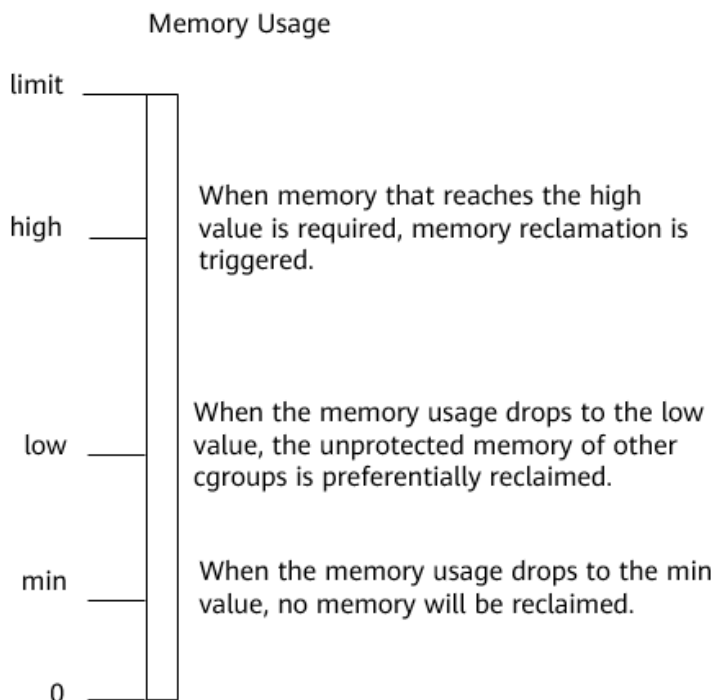 Memory Usage
limit
When memory that reaches the high
high
value is required, memory reclamation is
triggered.
When the memory usage drops to the low
low
value, the unprotected memory of other
cgroups is preferentially reclaimed.
When the memory usage drops to the min
min
value, no memory will be reclaimed.
0